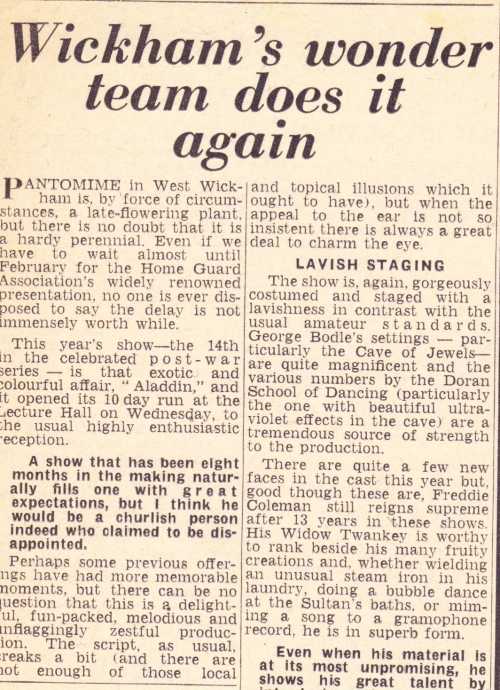 Wickham's wonder
team does it
again
PANTOMIME in West Wick-
ham is, by force of circum-
stances, a late-flowering plant,
but there is no doubt that it is
a hardy perennial. Even if we
have to wait almost until
February for the Home Guard
Association's widely renowned
presentation, no one is ever dis-
posed to say the delay is not
immensely worth while.
This year's show—the 14th
in the celebrated post-war
series — is that exotic and
colourful affair, "Aladdin," and
it opened its 10 day run at the
Lecture Hall on Wednesday, to
the usual highly enthusiastic
reception.
A show that has been eight
months in the making natur-
ally fills one with great
expectations, but I think he
would be a churlish person
indeed who claimed to be dis-
appointed.
Perhaps some previous offer-
ings have had more memorable
moments, but there can be no
question that this is a delight-
ful, fun-packed, melodious and
unflaggingly zestful produc-
tion. The script, as usual,
creaks a bit (and there are
not enough of those local
and topical illusions which it
ought to have), but when the
appeal to the ear is not so
insistent there is always a great
deal to charm the eye.
LAVISH STAGING
The show is, again, gorgeously
costumed and staged with a
lavishness in contrast with the
usual amateur standards.
George Bodle's settings — par-
ticularly the Cave of Jewels—
are quite magnificent and the
various numbers by the Doran
School of Dancing (particularly
the one with beautiful ultra-
violet effects in the cave) are a
tremendous source of strength
to the production.
There are quite a few new
faces in the cast this year but,
good though these are, Freddie
Coleman still reigns supreme
after 13 years in these shows.
His Widow Twankey is worthy
to rank beside his many fruity
creations and, whether wielding
an unusual steam iron in his
laundry, doing a bubble dance
at the Sultan's baths, or mim-
ing a song to a gramophone
record, he is in superb form.
Even when his material is
at its most unpromising, he
shows his great talent by